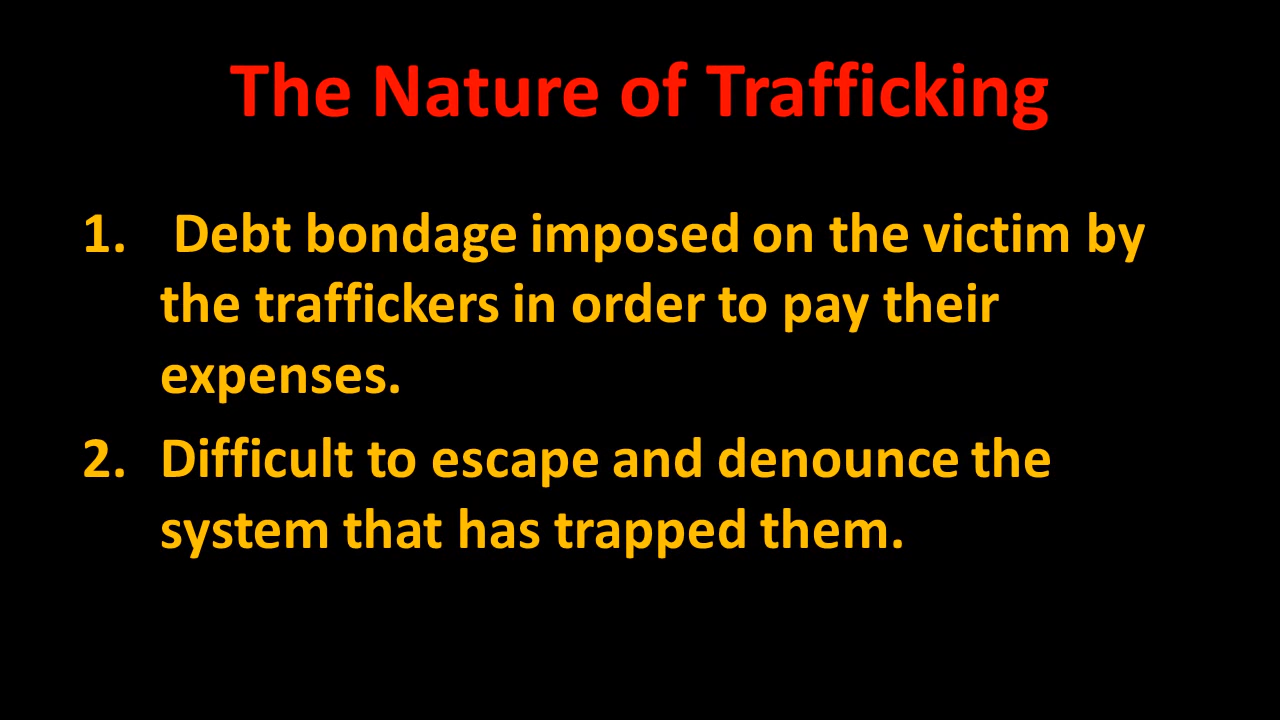 The Nature of Trafficking
1. Debt bondage imposed on the victim by
the traffickers in order to pay their
expenses.
2. Difficult to escape and denounce the
system that has trapped them.